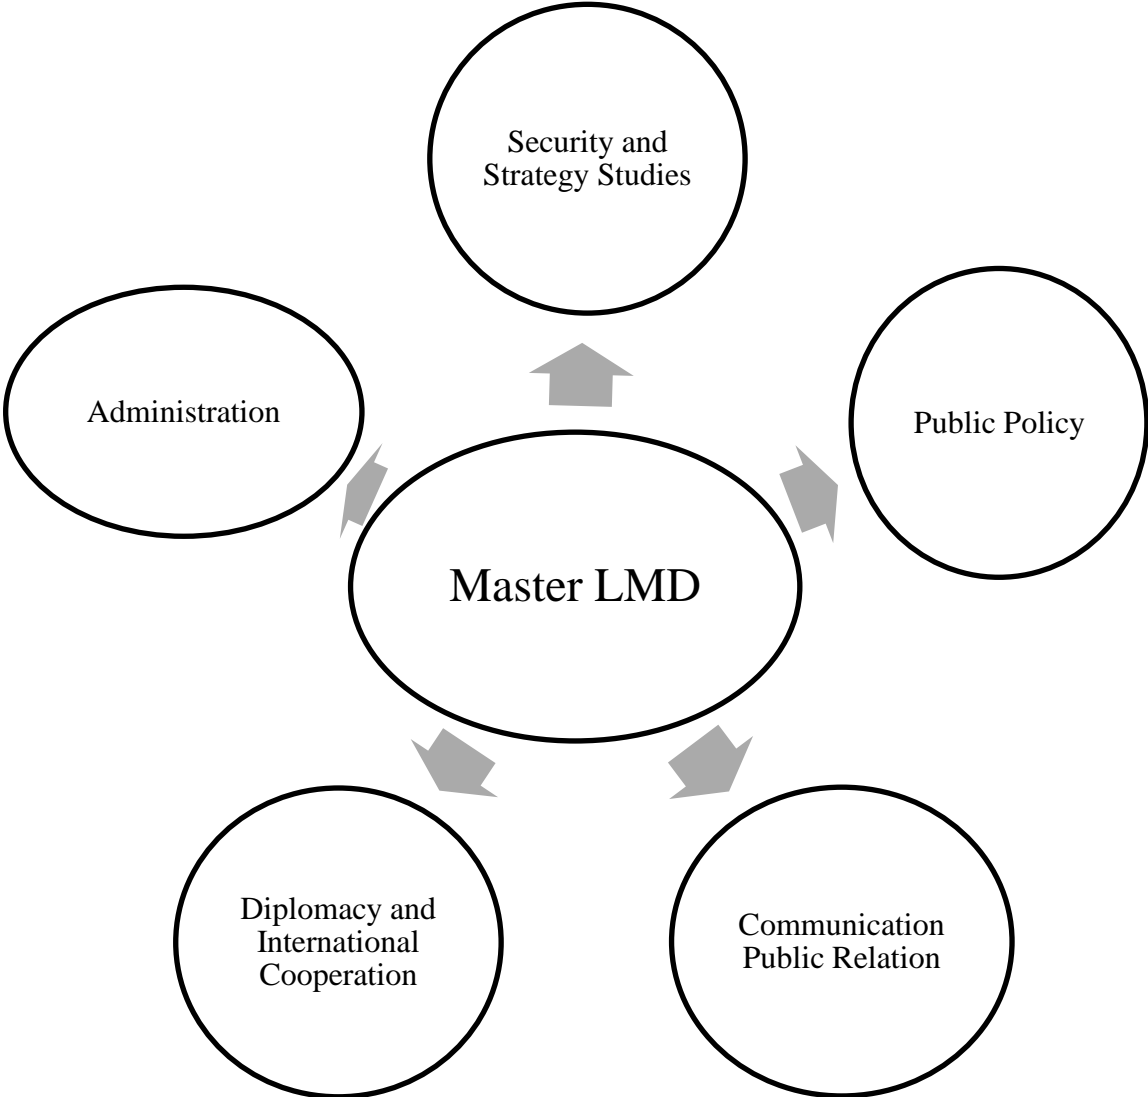 Security and
Strategy Studies
Administration
Public Policy
Master LMD
Diplomacy and
International
Cooperation
Communication
Public Relation